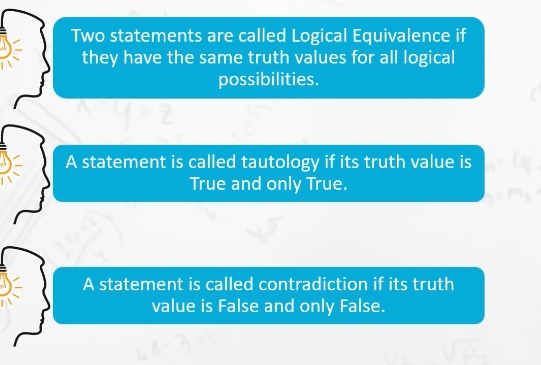 Two statements are called Logical Equivalence if
they have the same truth values for all logical
possibilities.
A statement is called tautology if its truth value is
True and only True.
A statement is called contradiction if its truth
value is False and only False.